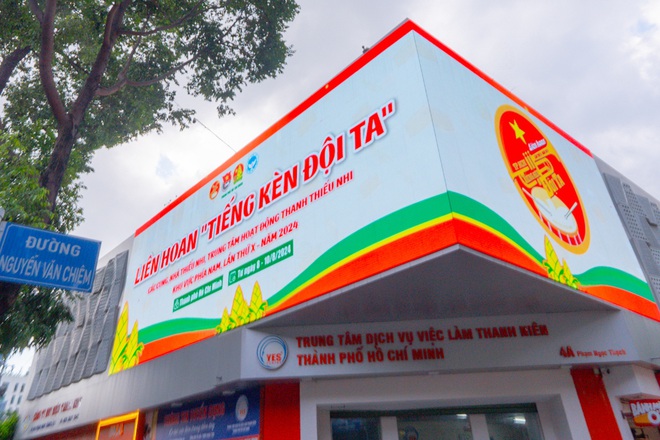 ĐƯỜNG
NGUYỄN VĂN CHIÊM
LIÊN HOAN "TIẾNG KÈN ĐỘI TA"
CÁC CUNG, NHÀ THIẾU NHI, TRUNG TÂM HOẠT ĐỘNG THANH THIẾU NHI
KHU VỰC PHÍA NAM, LẦN THỨ X - NĂM 2024
Thành phố Hồ Chí Minh
Từ ngày 8 - 10/8/2024
YES
TRUNG TÂM DỊCH VỤ VIỆC LÀM THANH NIÊN
THÀNH PHỐ HỒ CHÍ MINH
4A Phạm Ngọc Thạch
BÁNH MÌ